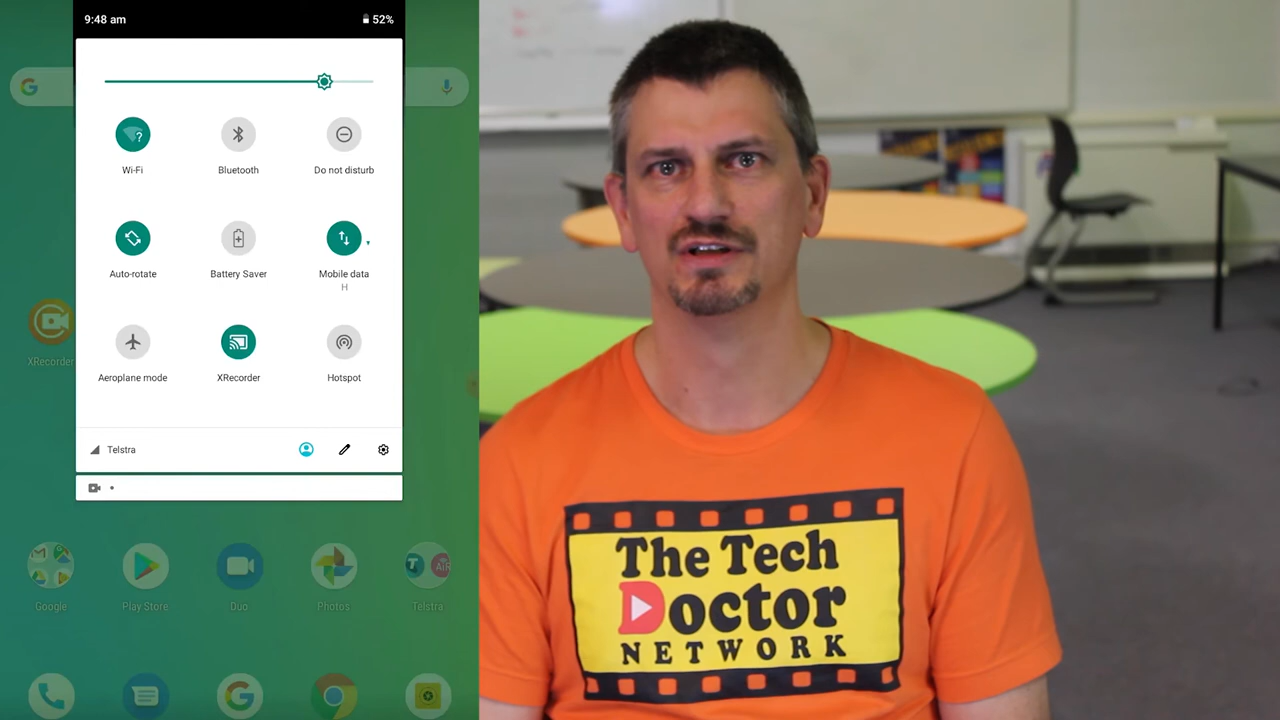 9:48 am
52%
Wi-Fi
Bluetooth
Do not disturb
Auto-rotate
Battery Saver
Mobile data
H
Aeroplane mode
XRecorder
Hotspot
Telstra
XRecorder
Google
Play Store
Duo
Photos
Telstra
The Tech
Doctor
NETWORK